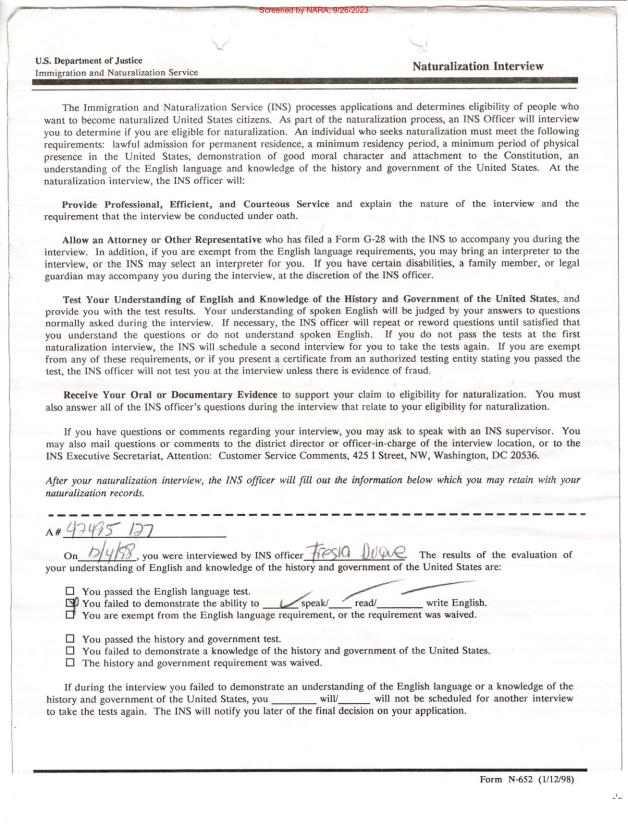 Screened by NARA, 9/26/2023
U.S. Department of Justice
Immigration and Naturalization Service
Naturalization Interview
The Immigration and Naturalization Service (INS) processes applications and determines eligibility of people who
want to become naturalized United States citizens. As part of the naturalization process, an INS Officer will interview
you to determine if you are eligible for naturalization. An individual who seeks naturalization must meet the following
requirements: lawful admission for permanent residence, a minimum residency period, a minimum period of physical
presence in the United States, demonstration of good moral character and attachment to the Constitution, an
understanding of the English language and knowledge of the history and government of the United States. At the
naturalization interview, the INS officer will:
Provide Professional, Efficient, and Courteous Service and explain the nature of the interview and the
requirement that the interview be conducted under oath.
Allow an Attorney or Other Representative who has filed a Form G-28 with the INS to accompany you during the
interview. In addition, if you are exempt from the English language requirements, you may bring an interpreter to the
interview, or the INS may select an interpreter for you. If you have certain disabilities, a family member, or legal
guardian may accompany you during the interview, at the discretion of the INS officer.
Test Your Understanding of English and Knowledge of the History and Government of the United States, and
provide you with the test results. Your understanding of spoken English will be judged by your answers to questions
normally asked during the interview. If necessary, the INS officer will repeat or reword questions until satisfied that
you understand the questions or do not understand spoken English. If you do not pass the tests at the first
naturalization interview, the INS will schedule a second interview for you to take the tests again. If you are exempt
from any of these requirements, or if you present a certificate from an authorized testing entity stating you passed the
test, the INS officer will not test you at the interview unless there is evidence of fraud.
Receive Your Oral or Documentary Evidence to support your claim to eligibility for naturalization. You must
also answer all of the INS officer's questions during the interview that relate to your eligibility for naturalization.
If you have questions or comments regarding your interview, you may ask to speak with an INS supervisor. You
may also mail questions or comments to the district director or officer-in-charge of the interview location, or to the
INS Executive Secretariat, Attention: Customer Service Comments, 425 I Street, NW, Washington, DC 20536.
After your naturalization interview, the INS officer will fill out the information below which you may retain with your
naturalization records.
A# 42495 127
On 12/4/98, you were interviewed by INS officer Fresia Duque. The results of the evaluation of
your understanding of English and knowledge of the history and government of the United States are:
☐ You passed the English language test.
☑ You failed to demonstrate the ability to ✓ speak/ read/ write English.
☐ You are exempt from the English language requirement, or the requirement was waived.
☐ You passed the history and government test.
☐ You failed to demonstrate a knowledge of the history and government of the United States.
☐ The history and government requirement was waived.
If during the interview you failed to demonstrate an understanding of the English language or a knowledge of the
history and government of the United States, you ________ will/______ will not be scheduled for another interview
to take the tests again. The INS will notify you later of the final decision on your application.
Form N-652 (1/12/98)